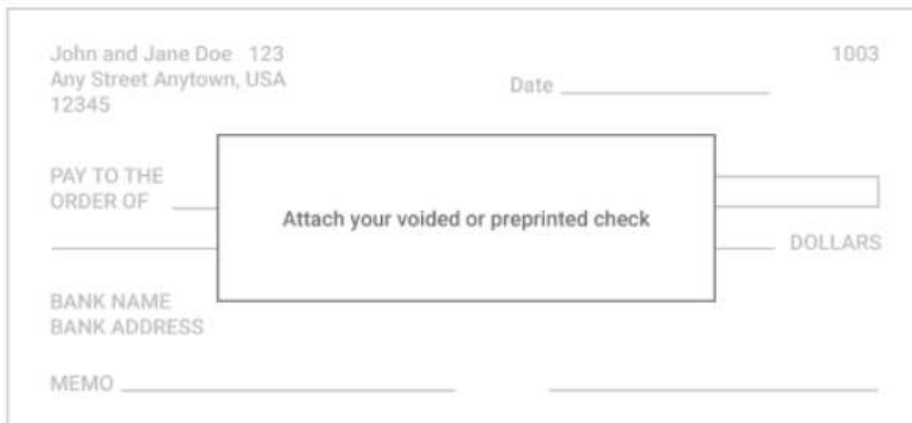 John and Jane Doe 123
Any Street Anytown, USA
12345
1003
Date
PAY TO THE
ORDER OF
Attach your voided or preprinted check
DOLLARS
BANK NAME
BANK ADDRESS
MEMO